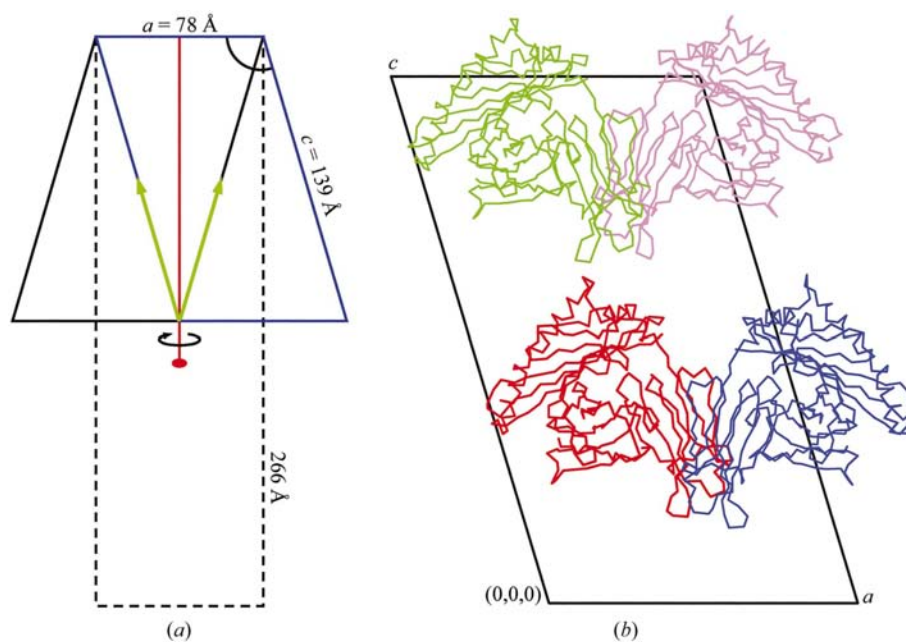 a = 78 Å
c = 139 Å
266 Å
(a)
c
(0,0,0)
a
(b)